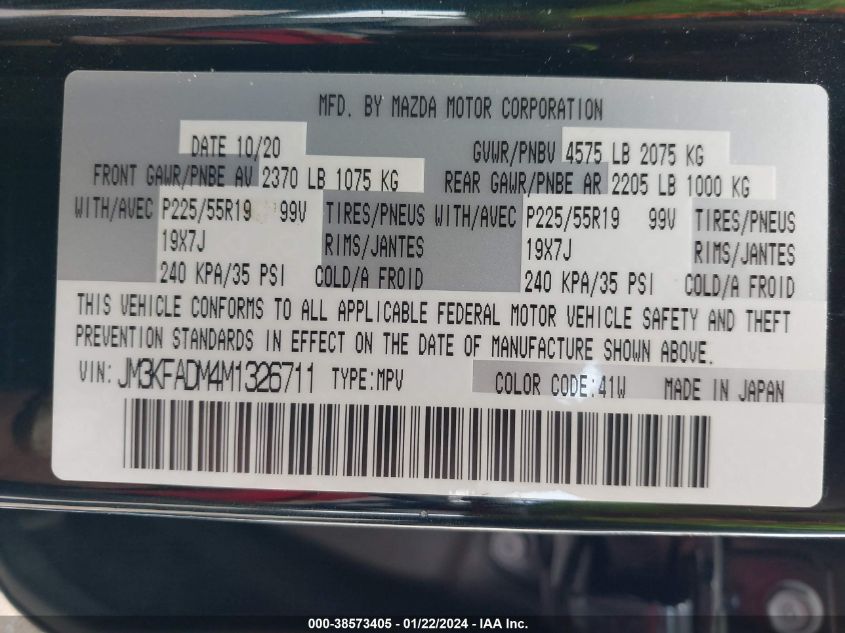 MFD. BY MAZDA MOTOR CORPORATION
DATE 10/20 GVWR/PNBV 4575 LB 2075 KG
FRONT GAWR/PNBE AV 2370 LB 1075 KG REAR GAWR/PNBE AR 2205 LB 1000 KG
WITH/AVEC P225/55R19 99V TIRES/PNEUS WITH/AVEC P225/55R19 99V TIRES/PNEUS
19X7J RIMS/JANTES 19X7J RIMS/JANTES
240 KPA/35 PSI COLD/A FROID 240 KPA/35 PSI COLD/A FROID
THIS VEHICLE CONFORMS TO ALL APPLICABLE FEDERAL MOTOR VEHICLE SAFETY AND THEFT
PREVENTION STANDARDS IN EFFECT ON THE DATE OF MANUFACTURE SHOWN ABOVE.
VIN: JM3KFADM4M1326711 TYPE:MPV COLOR CODE:41W MADE IN JAPAN
000-38573405 - 01/22/2024 - IAA Inc.